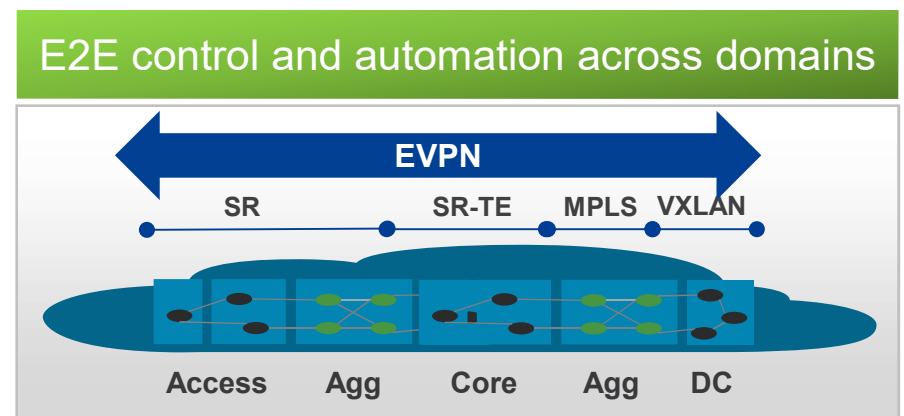 E2E control and automation across domains
EVPN
SR SR-TE MPLS VXLAN
Access Agg Core Agg DC